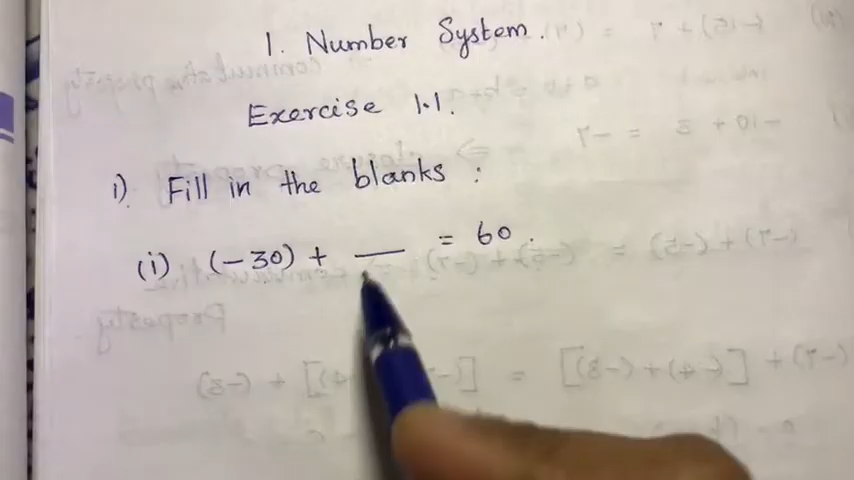 1. Number System.
Exercise 1.1.
1) Fill in the blanks :
(i) (-30) + ___ = 60.